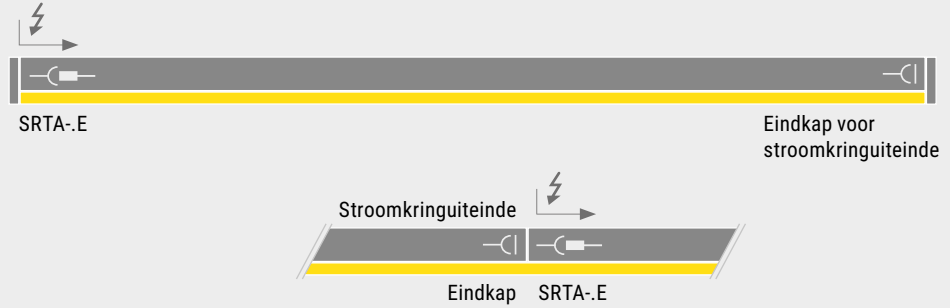 SRTA-.E
Eindkap voor
stroomkringuiteinde
Stroomkringuiteinde
Eindkap
SRTA-.E